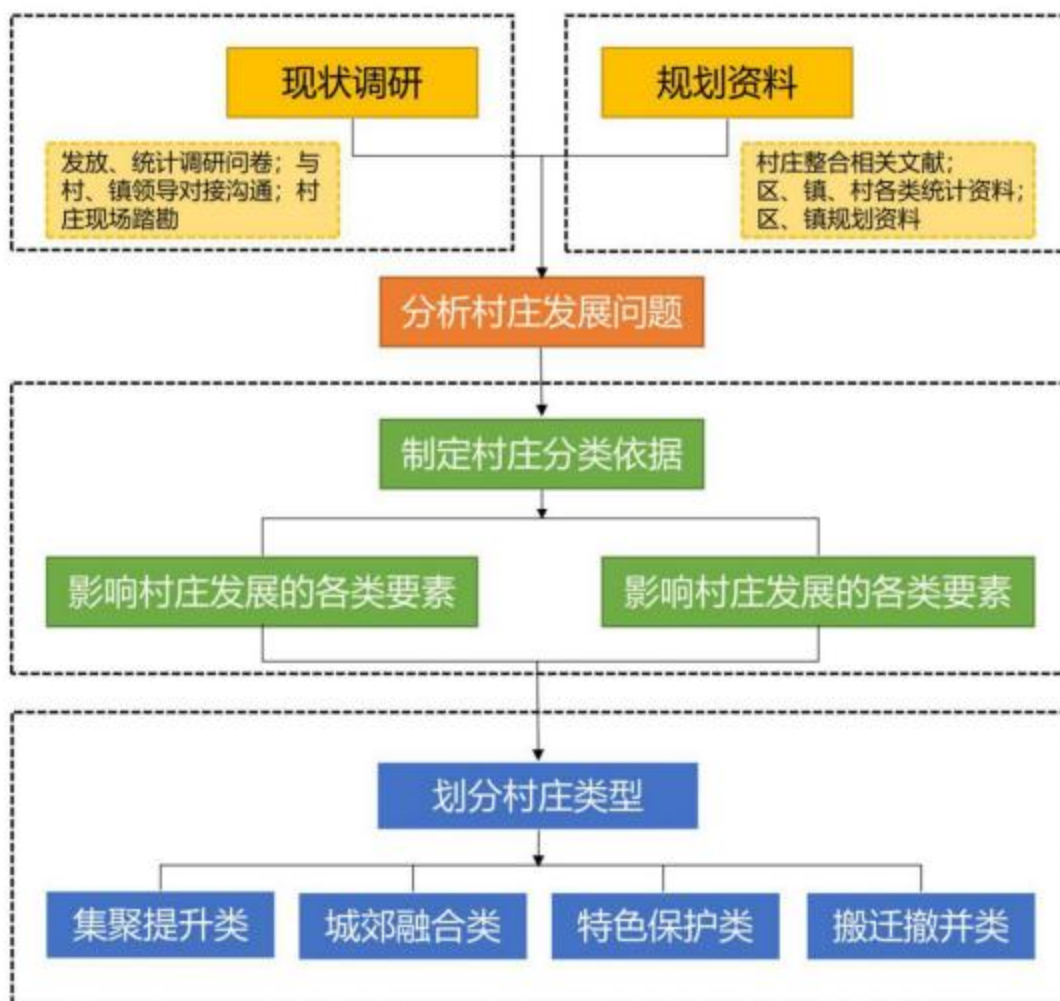 现状调研
规划资料
发放、统计调研问卷；与
村、镇领导对接沟通；村
庄现场踏勘
村庄整合相关文献；
区、镇、村各类统计资料；
区、镇规划资料
分析村庄发展问题
制定村庄分类依据
影响村庄发展的各类要素
影响村庄发展的各类要素
划分村庄类型
集聚提升类
城郊融合类
特色保护类
搬迁撤并类